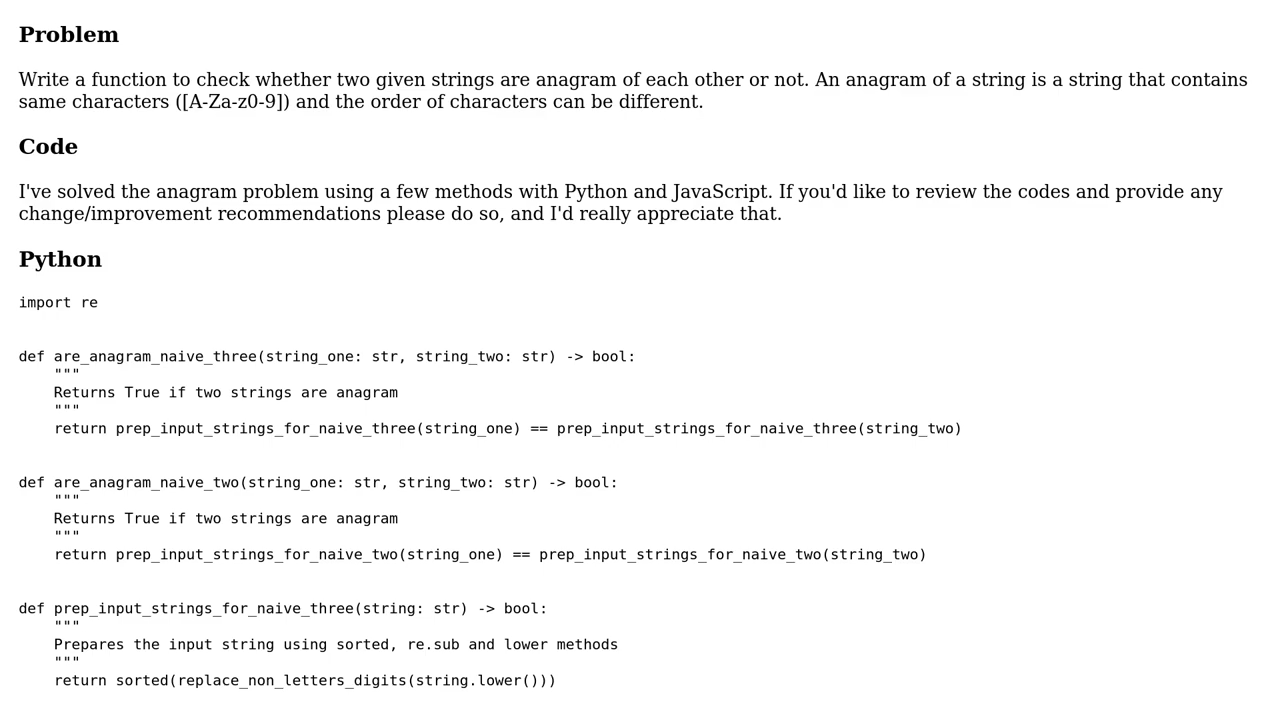 Problem
Write a function to check whether two given strings are anagram of each other or not. An anagram of a string is a string that contains
same characters ([A-Za-z0-9]) and the order of characters can be different.
Code
I've solved the anagram problem using a few methods with Python and JavaScript. If you'd like to review the codes and provide any
change/improvement recommendations please do so, and I'd really appreciate that.
Python
import re
def are_anagram_naive_three(string_one: str, string_two: str) -> bool:
    """
    Returns True if two strings are anagram
    """
    return prep_input_strings_for_naive_three(string_one) == prep_input_strings_for_naive_three(string_two)
def are_anagram_naive_two(string_one: str, string_two: str) -> bool:
    """
    Returns True if two strings are anagram
    """
    return prep_input_strings_for_naive_two(string_one) == prep_input_strings_for_naive_two(string_two)
def prep_input_strings_for_naive_three(string: str) -> bool:
    """
    Prepares the input string using sorted, re.sub and lower methods
    """
    return sorted(replace_non_letters_digits(string.lower()))